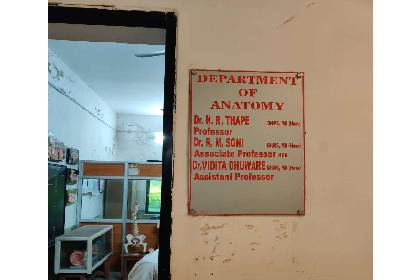 DEPARTMENT
OF
ANATOMY
Dr. N. R. THAPE
Professor
Dr. R. M. SONI
Associate Professor
Dr. VIDITA DHUWARE
Assistant Professor